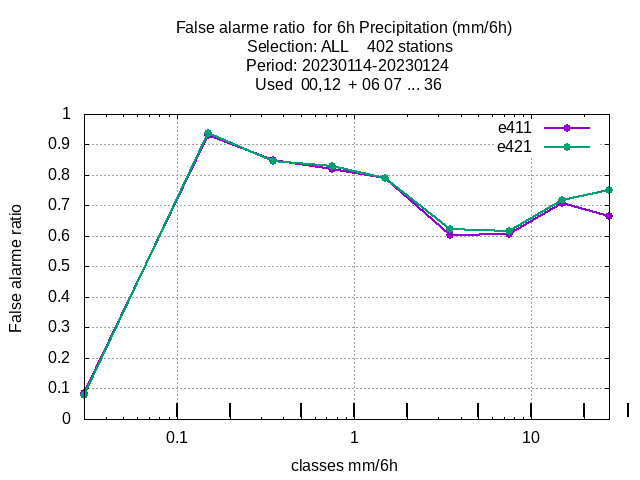 False alarme ratio  for 6h Precipitation (mm/6h)
Selection: ALL    402 stations
Period: 20230114-20230124
Used  00,12  + 06 07 ... 36
e411
e421
1
0.9
0.8
0.7
0.6
0.5
0.4
0.3
0.2
0.1
0
False alarme ratio
0.1 1 10
classes mm/6h